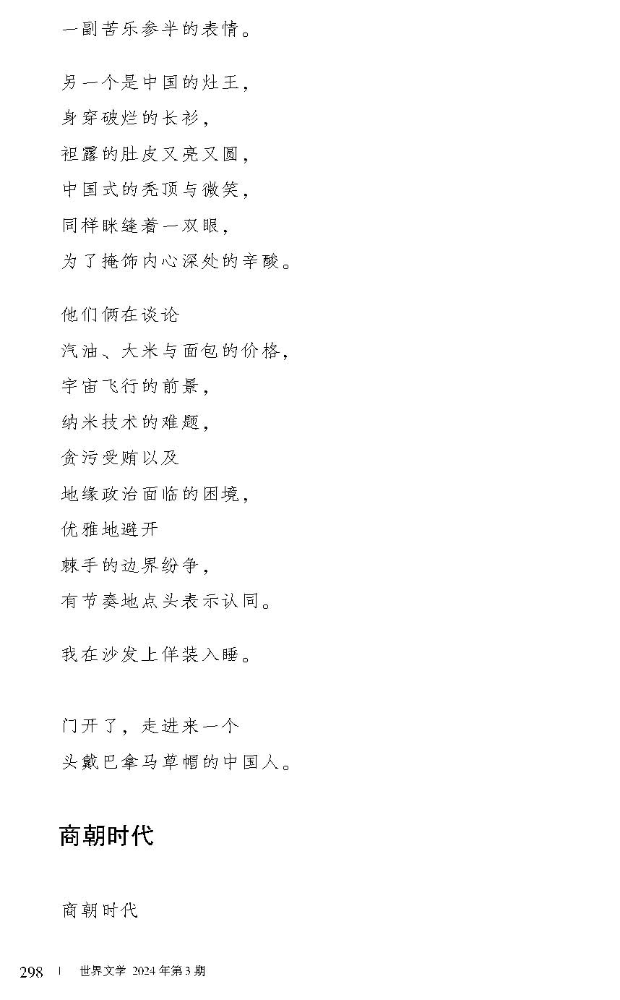 一副苦乐参半的表情。
另一个是中国的灶王，
身穿破烂的长衫，
袒露的肚皮又亮又圆，
中国式的秃顶与微笑，
同样眯缝着一双眼，
为了掩饰内心深处的辛酸。
他们俩在谈论
汽油、大米与面包的价格，
宇宙飞行的前景，
纳米技术的难题，
贪污受贿以及
地缘政治面临的困境，
优雅地避开
棘手的边界纷争，
有节奏地点头表示认同。
我在沙发上佯装入睡。
门开了，走进来一个
头戴巴拿马草帽的中国人。
商朝时代
商朝时代
298 | 世界文学 2024 年第 3 期